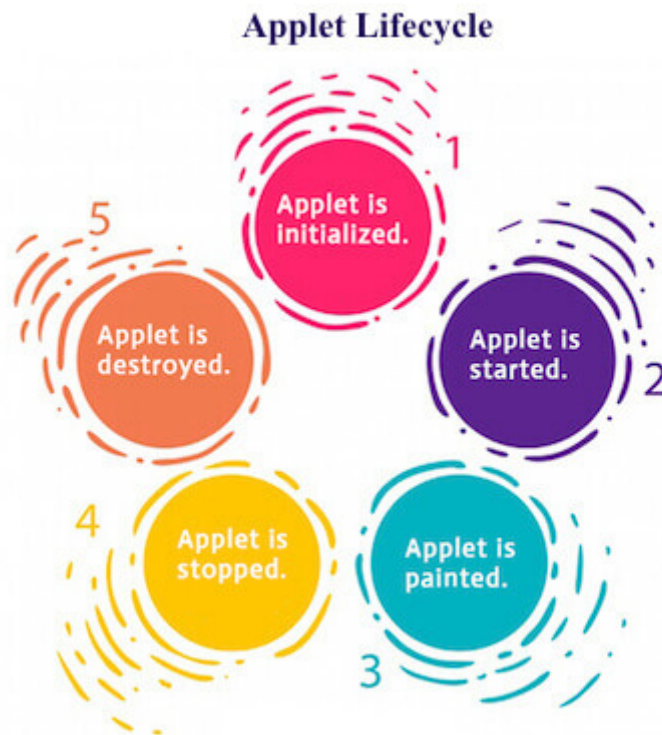 Applet Lifecycle
1
Applet is
initialized.
2
Applet is
started.
3
Applet is
painted.
4
Applet is
stopped.
5
Applet is
destroyed.